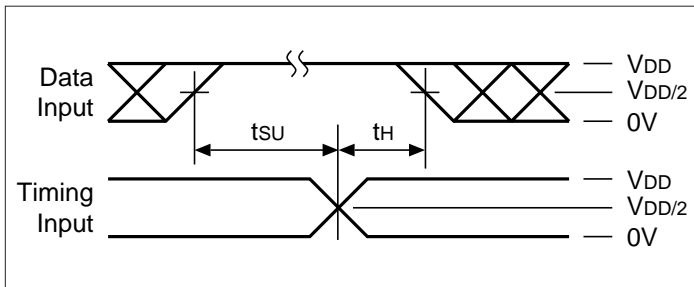 Data
Input
VDD
VDD/2
0V
tSU
tH
Timing
Input
VDD
VDD/2
0V